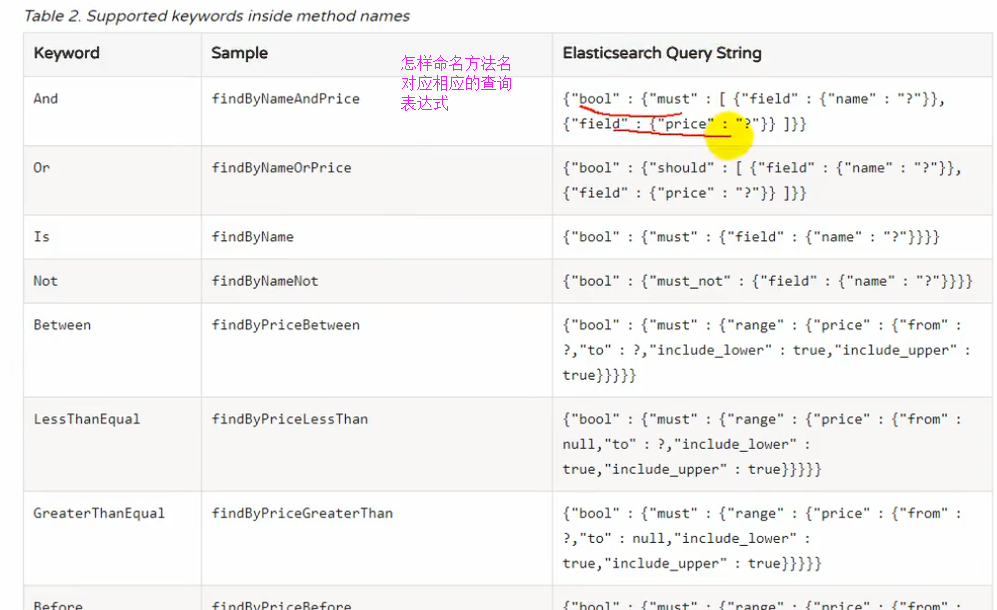 Table 2. Supported keywords inside method names
Keyword Sample Elasticsearch Query String
怎样命名方法名
对应相应的查询
表达式
And findByNameAndPrice {"bool" : {"must" : [ {"field" : {"name" : "?"}},
{"field" : {"price" : "?"}} ]}}
Or findByNameOrPrice {"bool" : {"should" : [ {"field" : {"name" : "?"}},
{"field" : {"price" : "?"}} ]}}
Is findByName {"bool" : {"must" : {"field" : {"name" : "?"}}}}
Not findByNameNot {"bool" : {"must_not" : {"field" : {"name" : "?"}}}}
Between findByPriceBetween {"bool" : {"must" : {"range" : {"price" : {"from" :
?,"to" : ?,"include_lower" : true,"include_upper" :
true}}}}}
LessThanEqual findByPriceLessThan {"bool" : {"must" : {"range" : {"price" : {"from" :
null,"to" : ?,"include_lower" :
true,"include_upper" : true}}}}}
GreaterThanEqual findByPriceGreaterThan {"bool" : {"must" : {"range" : {"price" : {"from" :
?,"to" : null,"include_lower" :
true,"include_upper" : true}}}}}
Before findByPriceBefore {"bool" : {"must" : {"range" : {"price" : {"from" :